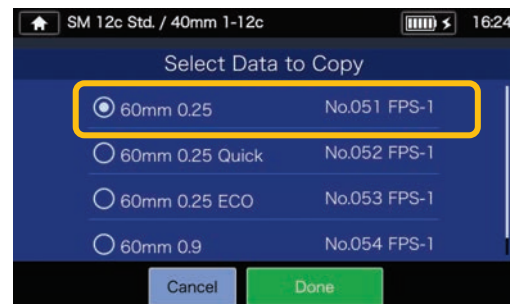 SM 12c Std. / 40mm 1-12c 16:24
Select Data to Copy
60mm 0.25 No.051 FPS-1
60mm 0.25 Quick No.052 FPS-1
60mm 0.25 ECO No.053 FPS-1
60mm 0.9 No.054 FPS-1
Cancel Done